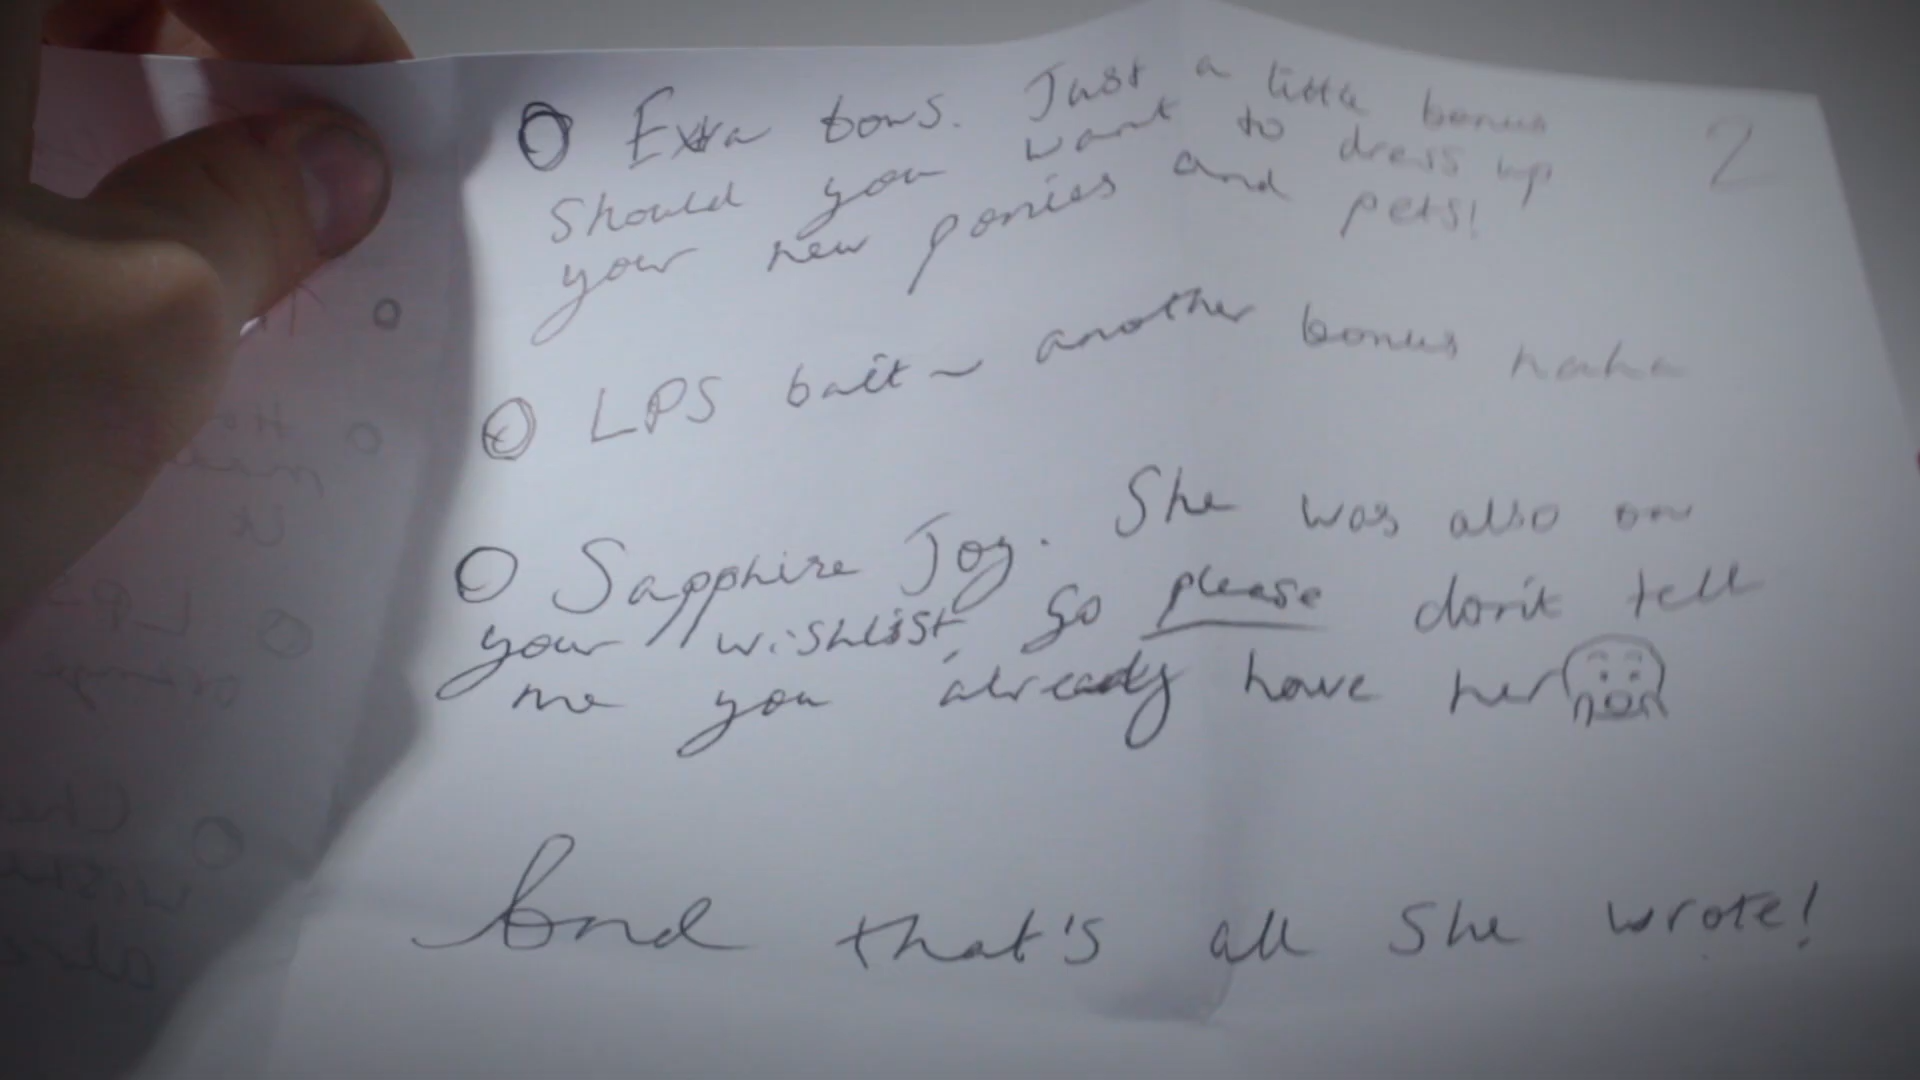 2
Extra bows. Just a little bonus
Should you want to dress up
your new ponies and pets!
LPS bait ~ another bonus haha
Sapphire Joy. She was also on
your wishlist, so please don't tell
me you already have her
And that's all she wrote!